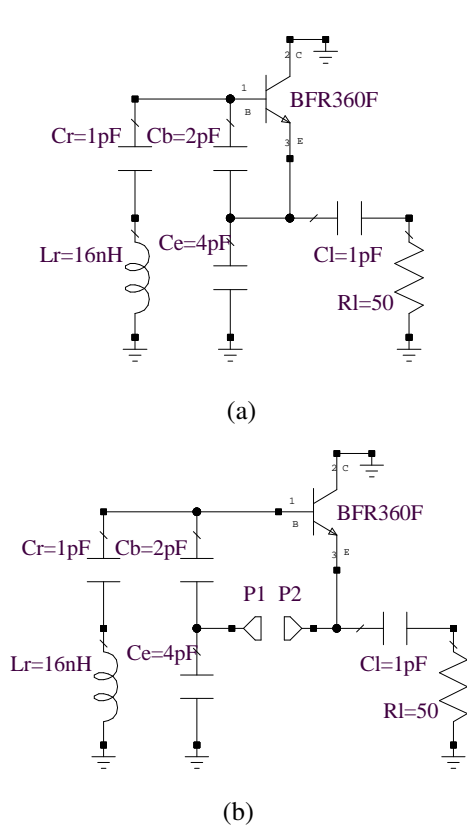 2 C
1
BFR360F
B
Cr=1pF Cb=2pF
3 E
Lr=16nH Ce=4pF
Cl=1pF
Rl=50
(a)
2 C
1
BFR360F
B
Cr=1pF Cb=2pF
3 E
P1 P2
Lr=16nH Ce=4pF
Cl=1pF
Rl=50
(b)